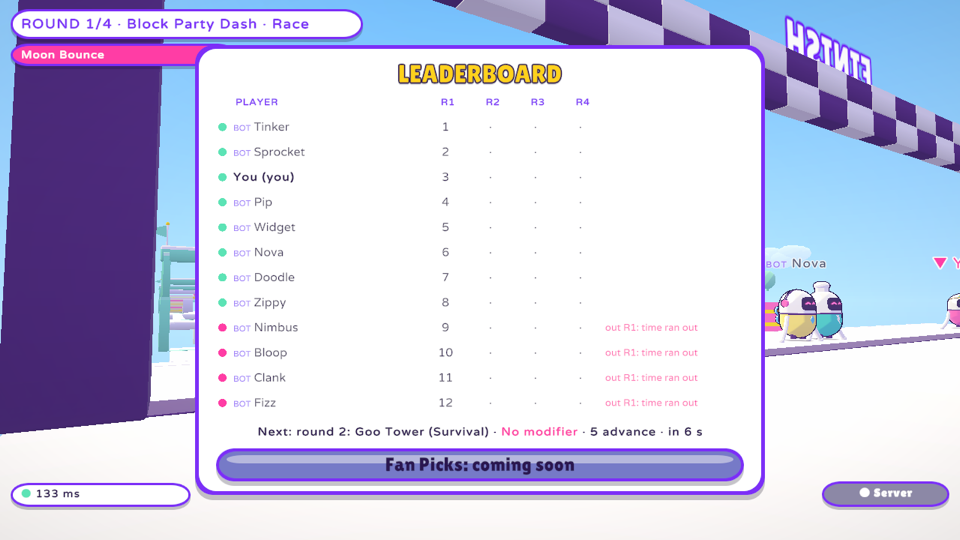 ROUND 1/4 · Block Party Dash · Race
FINISH
Moon Bounce
LEADERBOARD
PLAYER R1 R2 R3 R4
BOT Tinker 1 · · ·
BOT Sprocket 2 · · ·
You (you) 3 · · ·
BOT Pip 4 · · ·
BOT Widget 5 · · ·
BOT Nova 6 · · ·
BOT Doodle 7 · · ·
BOT Zippy 8 · · ·
BOT Nimbus 9 · · · out R1: time ran out
BOT Bloop 10 · · · out R1: time ran out
BOT Clank 11 · · · out R1: time ran out
BOT Fizz 12 · · · out R1: time ran out
Next: round 2: Goo Tower (Survival) · No modifier · 5 advance · in 6 s
Fan Picks: coming soon
BOT Nova
133 ms
Server